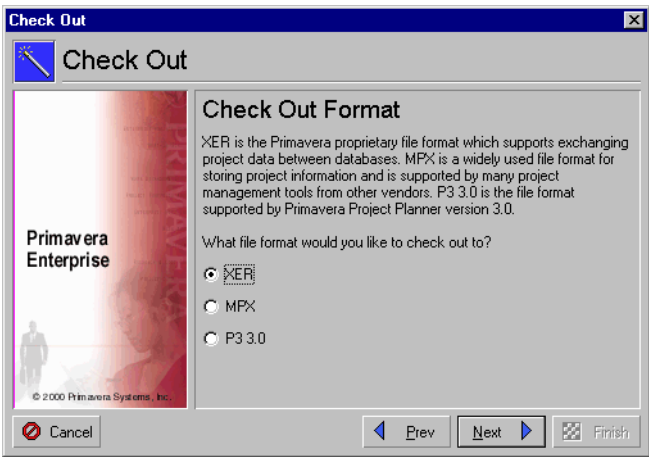 Check Out
Check Out
Check Out Format
XER is the Primavera proprietary file format which supports exchanging
project data between databases. MPX is a widely used file format for
storing project information and is supported by many project
management tools from other vendors. P3 3.0 is the file format
supported by Primavera Project Planner version 3.0.
What file format would you like to check out to?
XER
MPX
P3 3.0
PRIMAVERA
Primavera
Enterprise
© 2000 Primavera Systems, Inc.
Cancel
Prev
Next
Finish